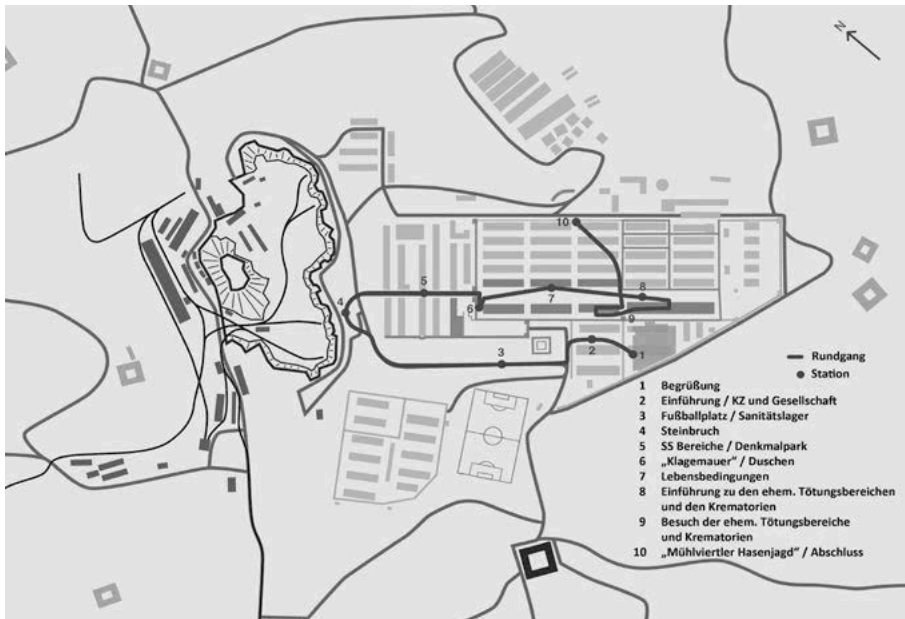 N
10
5
4
6
7
8
9
3
2
1
Rundgang
Station
1 Begrüßung
2 Einführung / KZ und Gesellschaft
3 Fußballplatz / Sanitätslager
4 Steinbruch
5 SS Bereiche / Denkmalpark
6 „Klagemauer“ / Duschen
7 Lebensbedingungen
8 Einführung zu den ehem. Tötungsbereichen
und den Krematorien
9 Besuch der ehem. Tötungsbereiche
und Krematorien
10 „Mühlviertler Hasenjagd“ / Abschluss